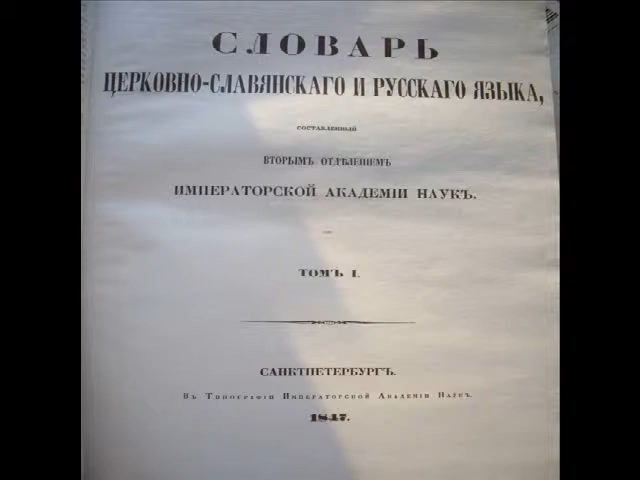 СЛОВАРЬ
ЦЕРКОВНО-СЛАВЯНСКАГО И РУССКАГО ЯЗЫКА,
СОСТАВЛЕННЫЙ
ВТОРЫМЪ ОТДѢЛЕНІЕМЪ
ИМПЕРАТОРСКОЙ АКАДЕМІИ НАУКЪ.
ТОМЪ I.
САНКТПЕТЕРБУРГЪ.
Въ Типографіи Императорской Академіи Наукъ.
1847.